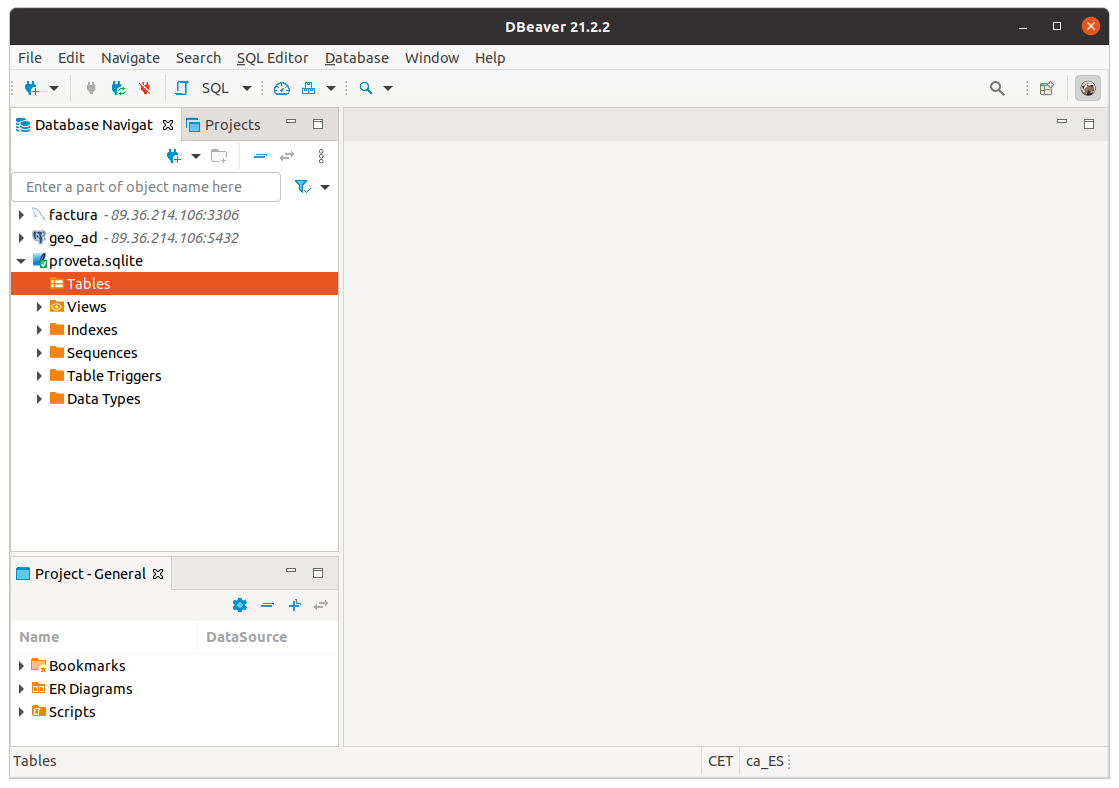 DBeaver 21.2.2
File Edit Navigate Search SQL Editor Database Window Help
SQL
Database Navigat Projects
Enter a part of object name here
factura - 89.36.214.106:3306
geo_ad - 89.36.214.106:5432
proveta.sqlite
Tables
Views
Indexes
Sequences
Table Triggers
Data Types
Project - General
Name DataSource
Bookmarks
ER Diagrams
Scripts
Tables CET ca_ES